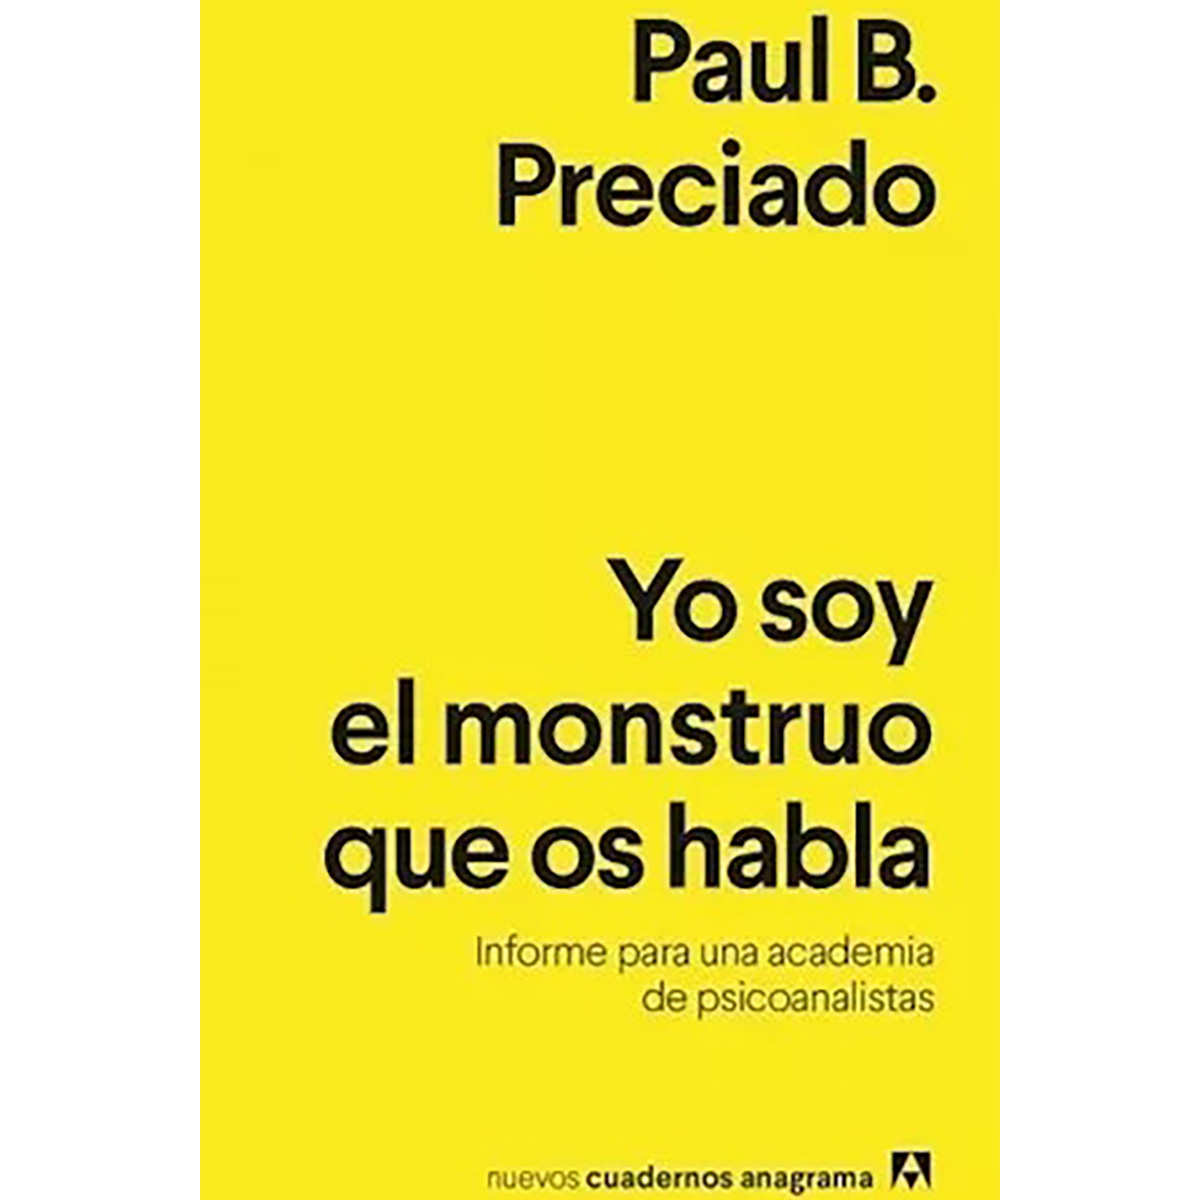 Paul B.
Preciado
Yo soy
el monstruo
que os habla
Informe para una academia
de psicoanalistas
nuevos cuadernos anagrama